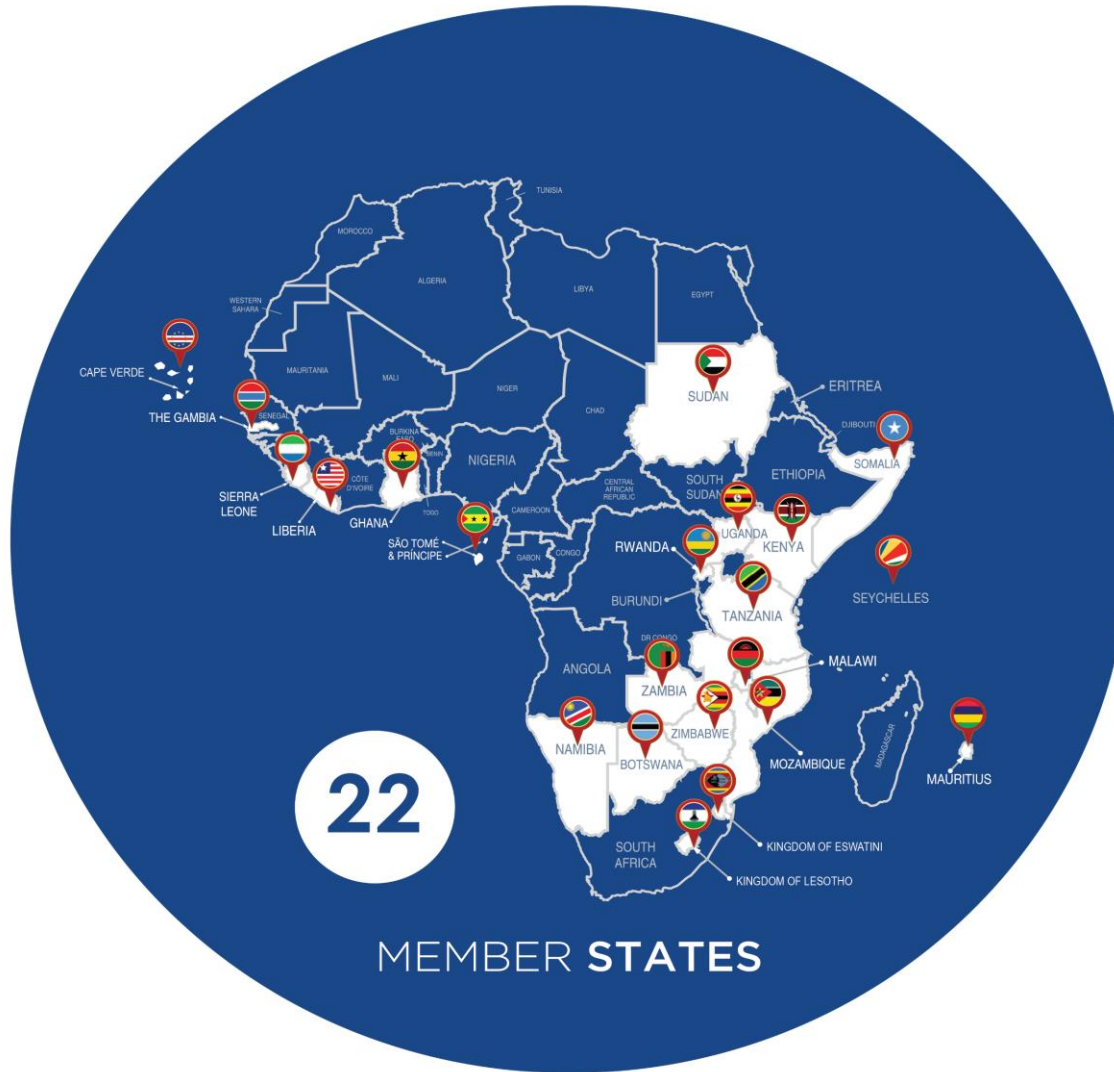 TUNISIA
MOROCCO
ALGERIA
LIBYA
EGYPT
WESTERN
SAHARA
CAPE VERDE
MAURITANIA
MALI
NIGER
CHAD
SUDAN
ERITREA
THE GAMBIA
SENEGAL
BURKINA
FASO
BENIN
DJIBOUTI
NIGERIA
SOMALIA
SIERRA
LEONE
CÔTE
D'IVOIRE
LIBERIA
GHANA
TOGO
CAMEROON
CENTRAL
AFRICAN
REPUBLIC
SOUTH
SUDAN
ETHIOPIA
SÃO TOMÉ
& PRÍNCIPE
GABON
CONGO
UGANDA
KENYA
RWANDA
BURUNDI
SEYCHELLES
TANZANIA
DR CONGO
ANGOLA
ZAMBIA
MALAWI
ZIMBABWE
NAMIBIA
BOTSWANA
MOZAMBIQUE
MADAGASCAR
MAURITIUS
SOUTH
AFRICA
KINGDOM OF ESWATINI
KINGDOM OF LESOTHO
22
MEMBER STATES